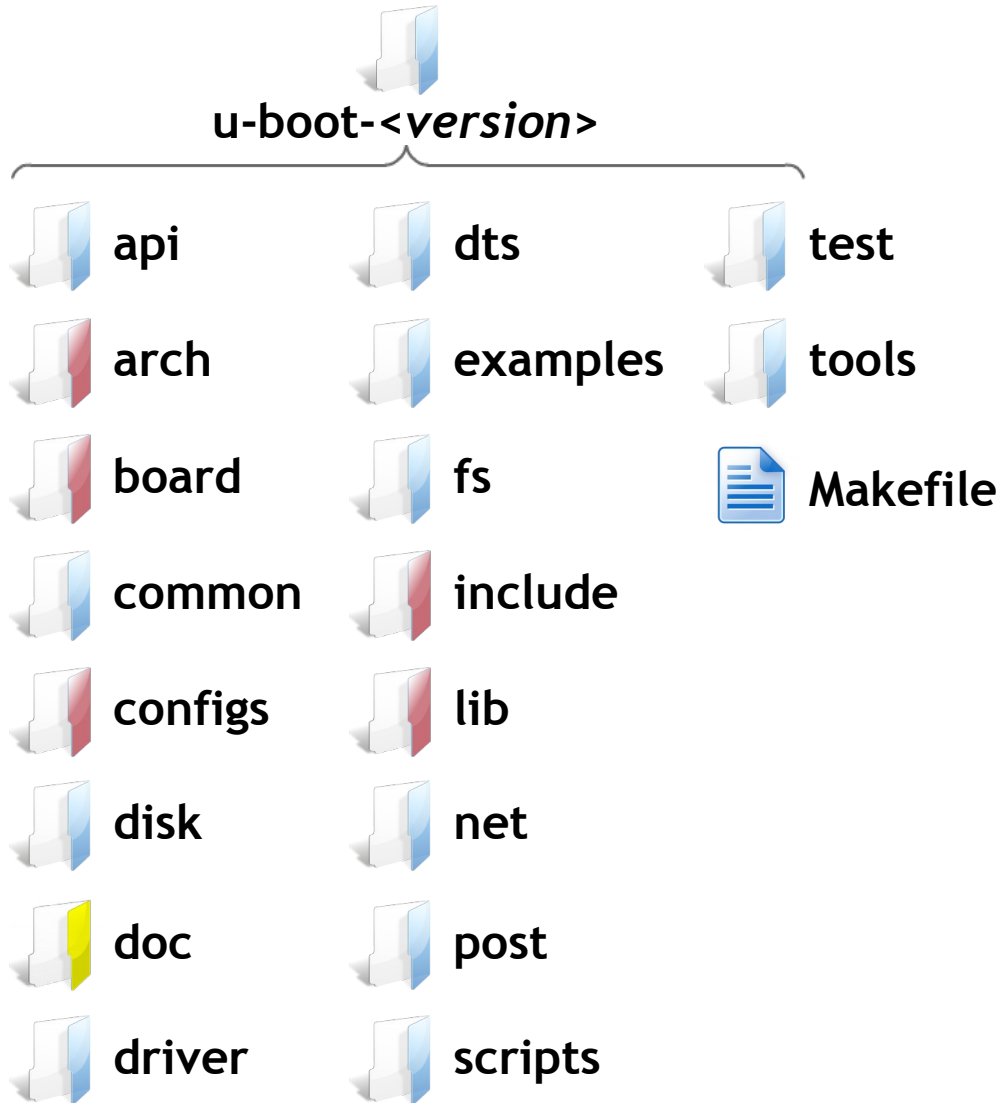 u-boot-<version>
api
arch
board
common
configs
disk
doc
driver
dts
examples
fs
include
lib
net
post
scripts
test
tools
Makefile